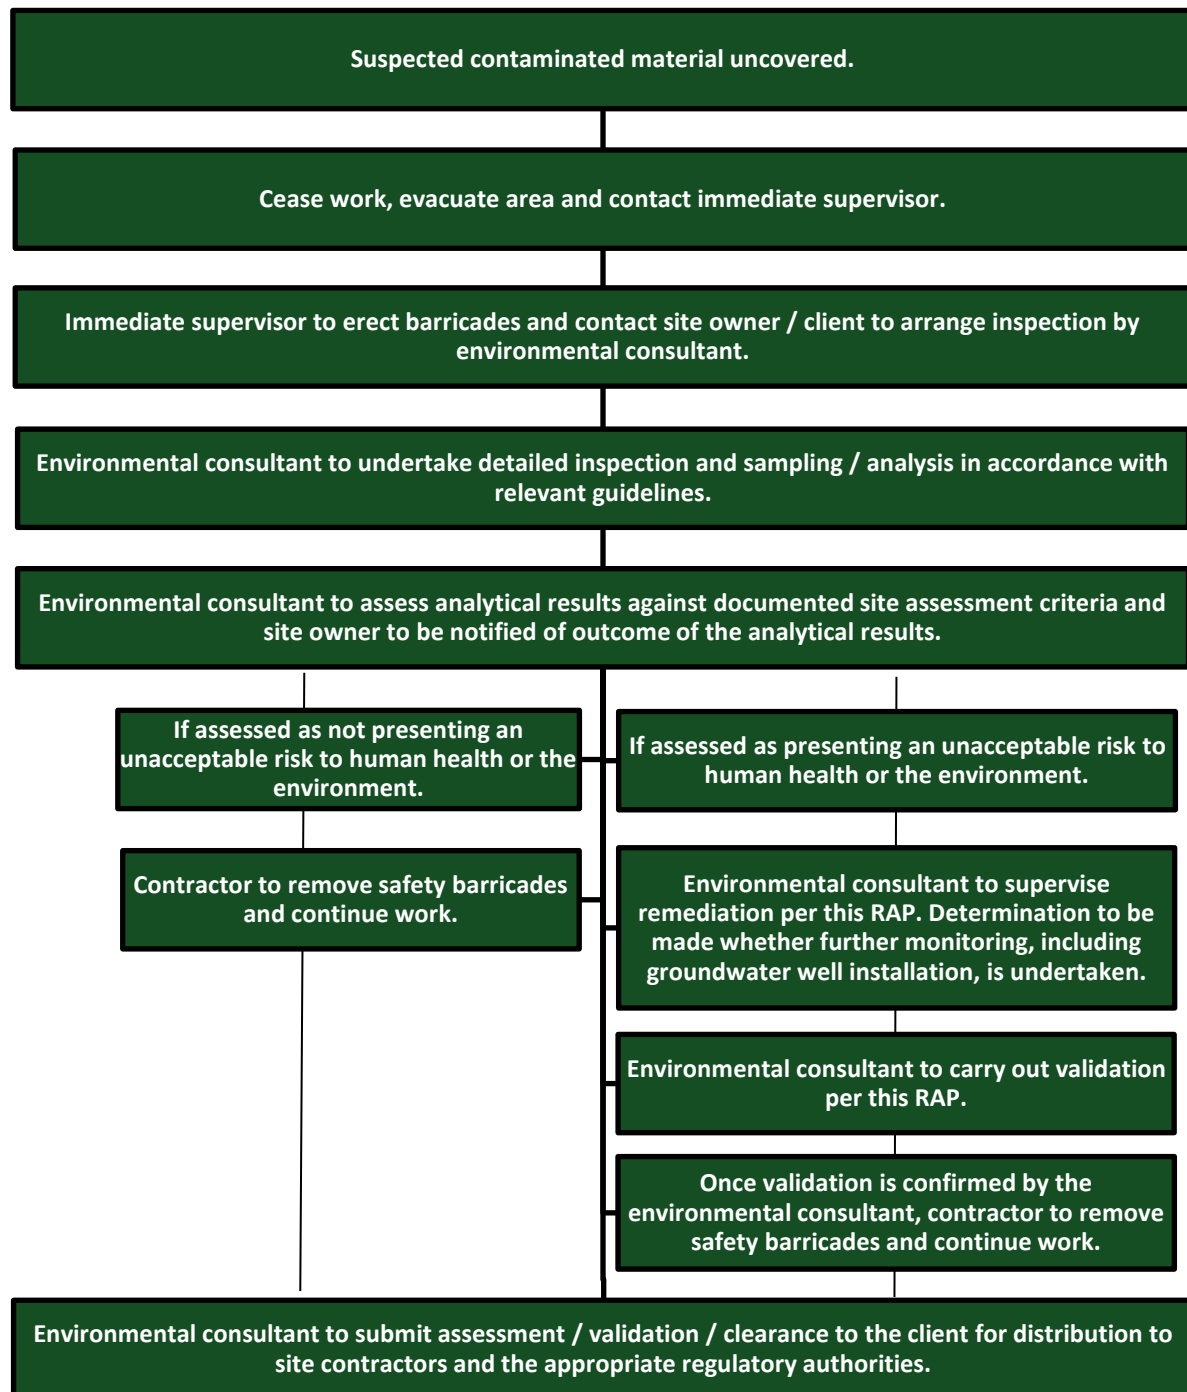 Suspected contaminated material uncovered.
Cease work, evacuate area and contact immediate supervisor.
Immediate supervisor to erect barricades and contact site owner / client to arrange inspection by
environmental consultant.
Environmental consultant to undertake detailed inspection and sampling / analysis in accordance with
relevant guidelines.
Environmental consultant to assess analytical results against documented site assessment criteria and
site owner to be notified of outcome of the analytical results.
If assessed as not presenting an
unacceptable risk to human health or the
environment.
Contractor to remove safety barricades
and continue work.
If assessed as presenting an unacceptable risk to
human health or the environment.
Environmental consultant to supervise
remediation per this RAP. Determination to be
made whether further monitoring, including
groundwater well installation, is undertaken.
Environmental consultant to carry out validation
per this RAP.
Once validation is confirmed by the
environmental consultant, contractor to remove
safety barricades and continue work.
Environmental consultant to submit assessment / validation / clearance to the client for distribution to
site contractors and the appropriate regulatory authorities.